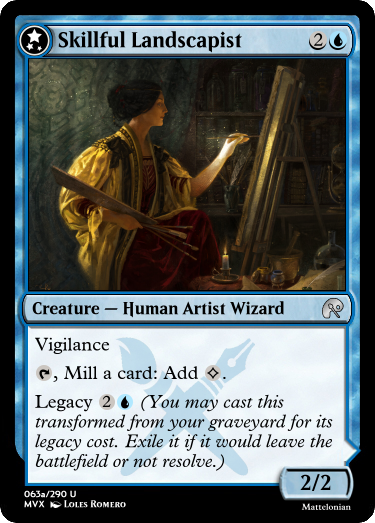 Skillful Landscapist 2
Creature — Human Artist Wizard
Vigilance
, Mill a card: Add .
Legacy 2 (You may cast this
transformed from your graveyard for its
legacy cost. Exile it if it would leave the
battlefield or not resolve.)
2/2
063a/290 U
MVX Loles Romero
Mattelonian